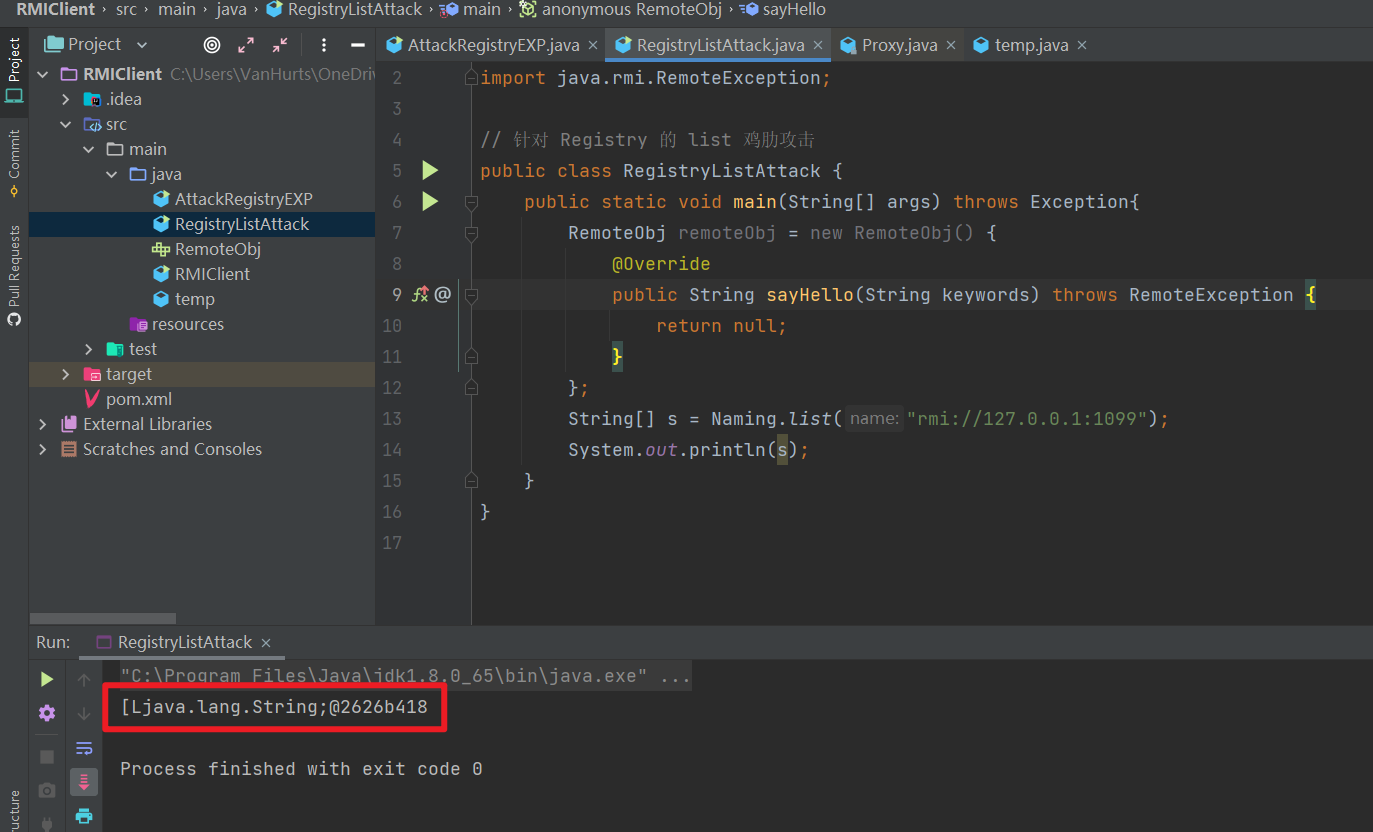 RMIClient › src › main › java › RegistryListAttack › main › anonymous RemoteObj › sayHello
Project
Commit
Pull Requests
ucture
Project
RMIClient C:\Users\VanHurts\OneDriv
.idea
src
main
java
AttackRegistryEXP
RegistryListAttack
RemoteObj
RMIClient
temp
resources
test
target
pom.xml
External Libraries
Scratches and Consoles
AttackRegistryEXP.java × RegistryListAttack.java × Proxy.java × temp.java ×
2 import java.rmi.RemoteException;
3
4 // 针对 Registry 的 list 鸡肋攻击
5 public class RegistryListAttack {
6 public static void main(String[] args) throws Exception{
7 RemoteObj remoteObj = new RemoteObj() {
8 @Override
9 public String sayHello(String keywords) throws RemoteException {
10 return null;
11 }
12 };
13 String[] s = Naming.list( name: "rmi://127.0.0.1:1099");
14 System.out.println(s);
15 }
16 }
17
Run: RegistryListAttack ×
"C:\Program Files\Java\jdk1.8.0_65\bin\java.exe" ...
[Ljava.lang.String;@2626b418
Process finished with exit code 0